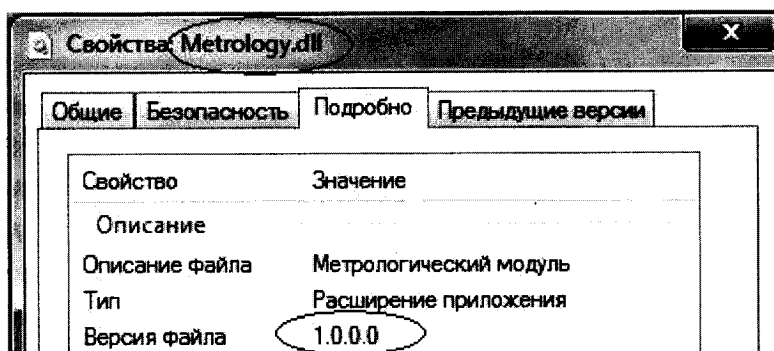 Свойства: Metrology.dll
x
Общие Безопасность Подробно Предыдущие версии
Свойство Значение
Описание
Описание файла Метрологический модуль
Тип Расширение приложения
Версия файла 1.0.0.0